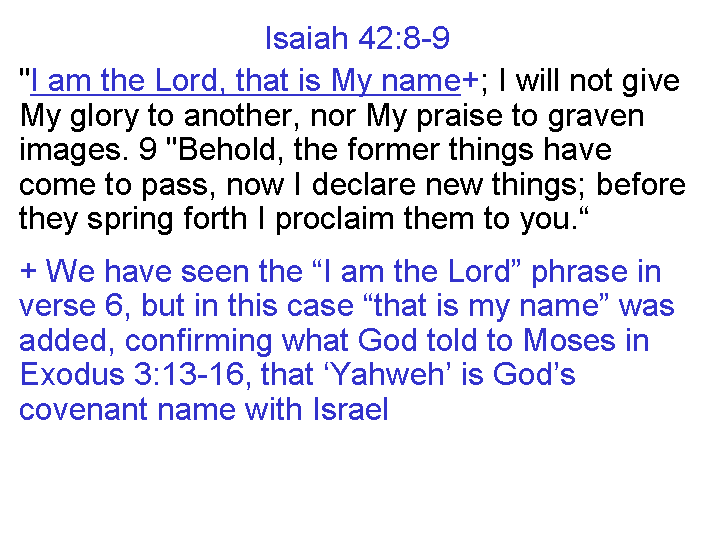 Isaiah 42:8-9
"I am the Lord, that is My name+; I will not give
My glory to another, nor My praise to graven
images. 9 "Behold, the former things have
come to pass, now I declare new things; before
they spring forth I proclaim them to you.“
+ We have seen the “I am the Lord” phrase in
verse 6, but in this case “that is my name” was
added, confirming what God told to Moses in
Exodus 3:13-16, that ‘Yahweh’ is God’s
covenant name with Israel